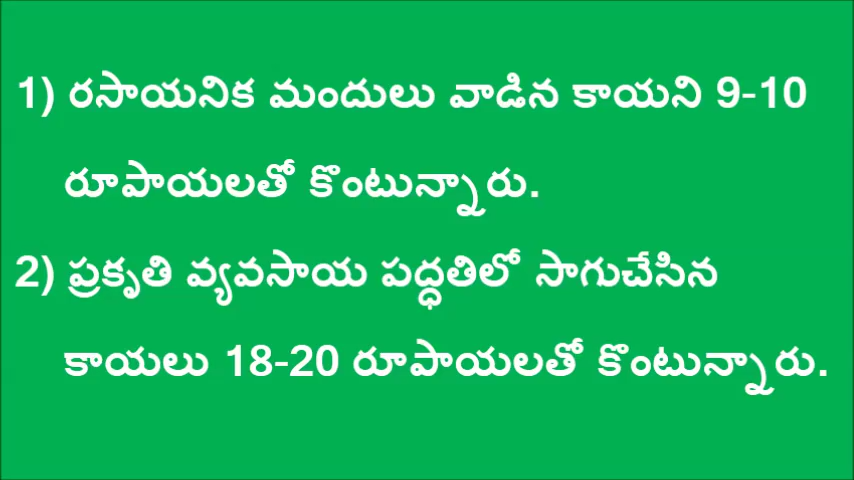 1) రసాయనిక మందులు వాడిన కాయని 9-10
రూపాయలతో కొంటున్నారు.
2) ప్రకృతి వ్యవసాయ పద్ధతిలో సాగుచేసిన
కాయలు 18-20 రూపాయలతో కొంటున్నారు.